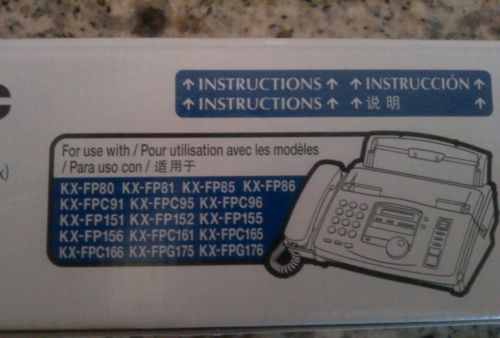 ↑ INSTRUCTIONS ↑ ↑ INSTRUCCIÓN ↑
↑ INSTRUCTIONS ↑ ↑ 说 明 ↑
For use with / Pour utilisation avec les modèles
/ Para uso con / 适用于
KX-FP80 KX-FP81 KX-FP85 KX-FP86
KX-FPC91 KX-FPC95 KX-FPC96
KX-FP151 KX-FP152 KX-FP155
KX-FP156 KX-FPC161 KX-FPC165
KX-FPC166 KX-FPG175 KX-FPG176